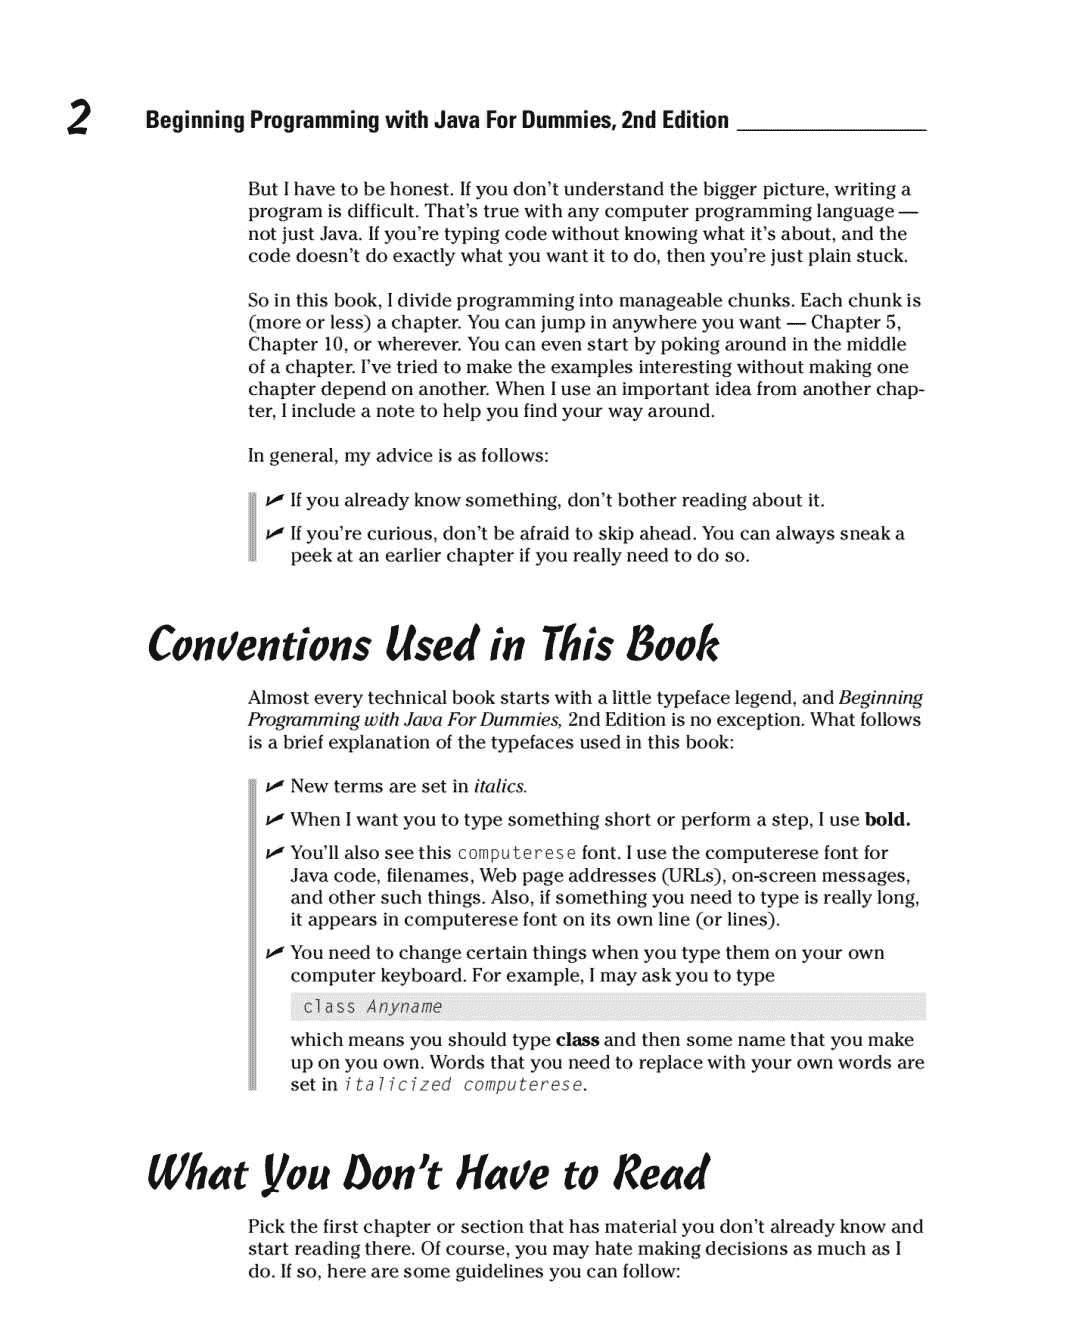 2
Beginning Programming with Java For Dummies, 2nd Edition
But I have to be honest. If you don’t understand the bigger picture, writing a
program is difficult. That’s true with any computer programming language —
not just Java. If you’re typing code without knowing what it’s about, and the
code doesn’t do exactly what you want it to do, then you’re just plain stuck.
So in this book, I divide programming into manageable chunks. Each chunk is
(more or less) a chapter. You can jump in anywhere you want — Chapter 5,
Chapter 10, or wherever. You can even start by poking around in the middle
of a chapter. I’ve tried to make the examples interesting without making one
chapter depend on another. When I use an important idea from another chap-
ter, I include a note to help you find your way around.
In general, my advice is as follows:
✓ If you already know something, don’t bother reading about it.
✓ If you’re curious, don’t be afraid to skip ahead. You can always sneak a
peek at an earlier chapter if you really need to do so.
Conventions Used in This Book
Almost every technical book starts with a little typeface legend, and Beginning
Programming with Java For Dummies, 2nd Edition is no exception. What follows
is a brief explanation of the typefaces used in this book:
✓ New terms are set in italics.
✓ When I want you to type something short or perform a step, I use bold.
✓ You’ll also see this computerese font. I use the computerese font for
Java code, filenames, Web page addresses (URLs), on-screen messages,
and other such things. Also, if something you need to type is really long,
it appears in computerese font on its own line (or lines).
✓ You need to change certain things when you type them on your own
computer keyboard. For example, I may ask you to type
class Anyname
which means you should type class and then some name that you make
up on you own. Words that you need to replace with your own words are
set in italicized computerese.
What You Don’t Have to Read
Pick the first chapter or section that has material you don’t already know and
start reading there. Of course, you may hate making decisions as much as I
do. If so, here are some guidelines you can follow: